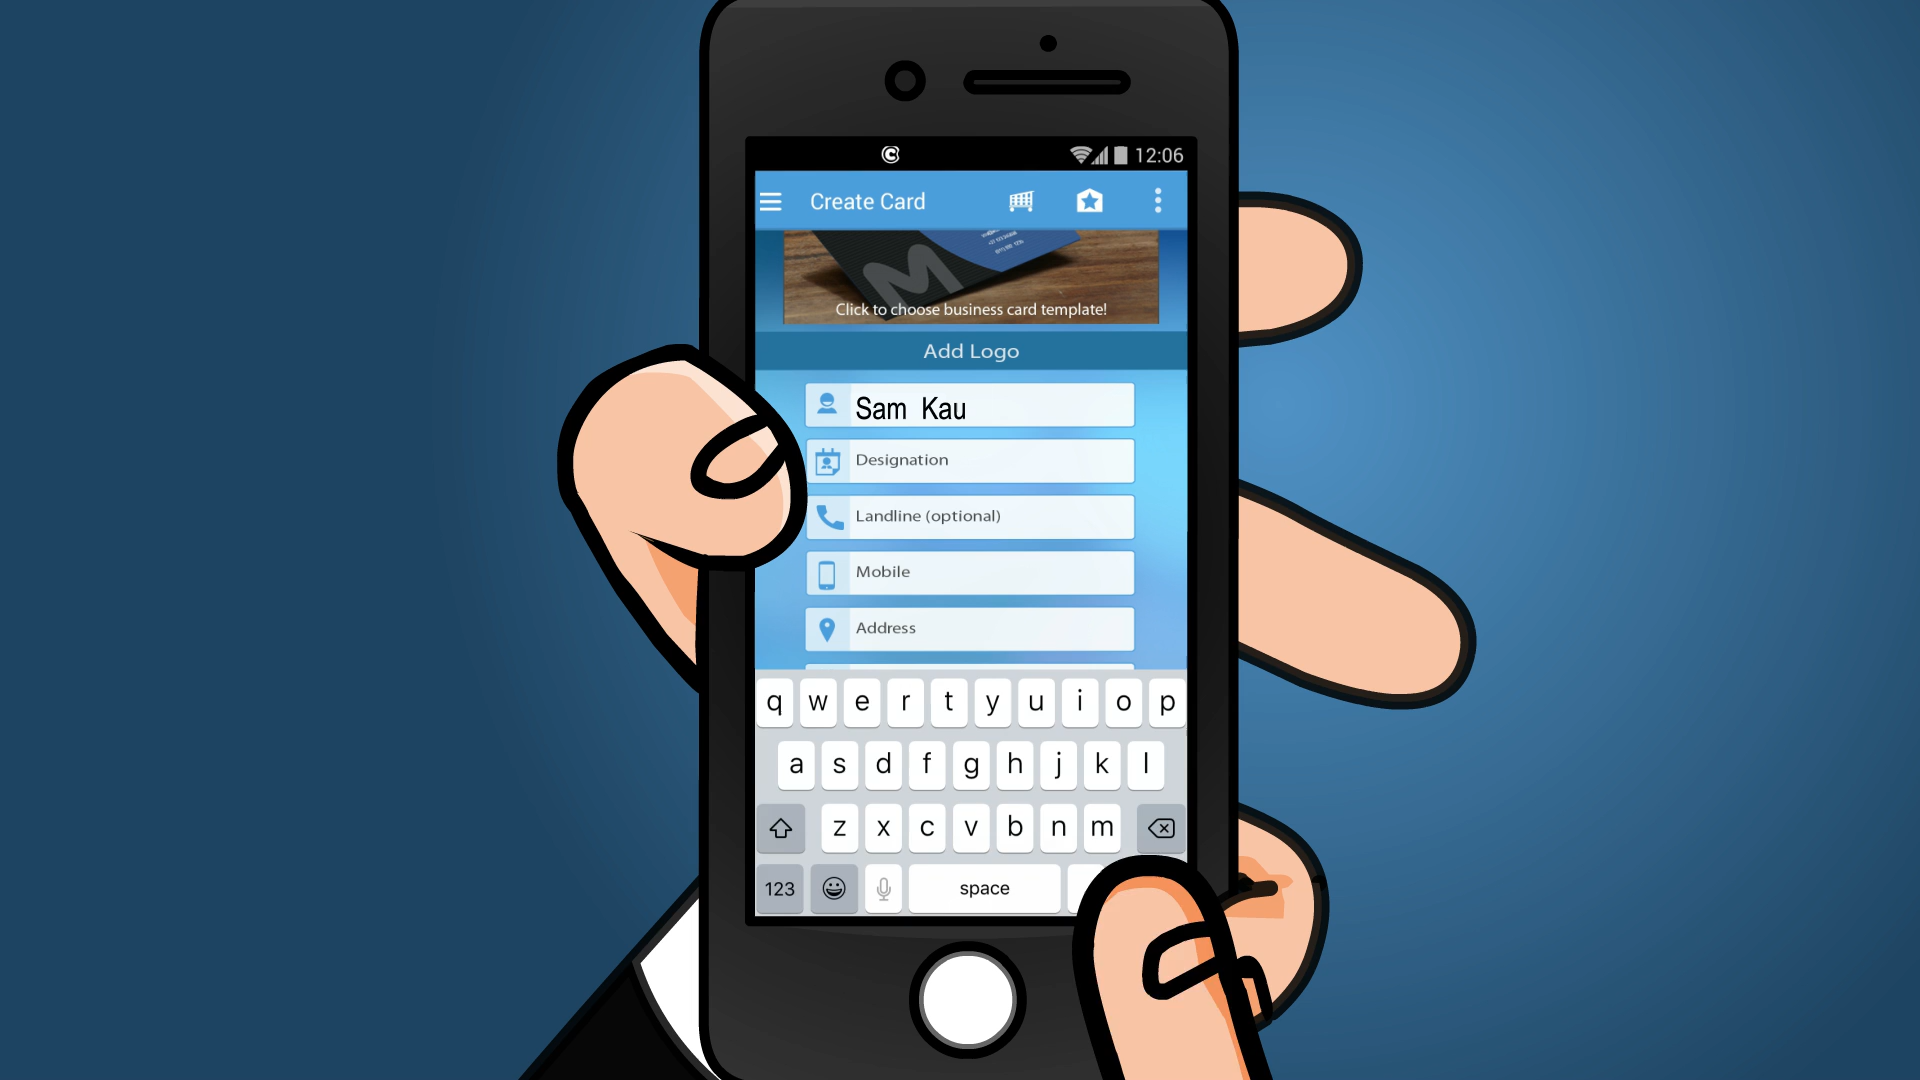 12:06
Create Card
M
Click to choose business card template!
Add Logo
Sam Kau
Designation
Landline (optional)
Mobile
Address
q w e r t y u i o p
a s d f g h j k l
z x c v b n m
123 space